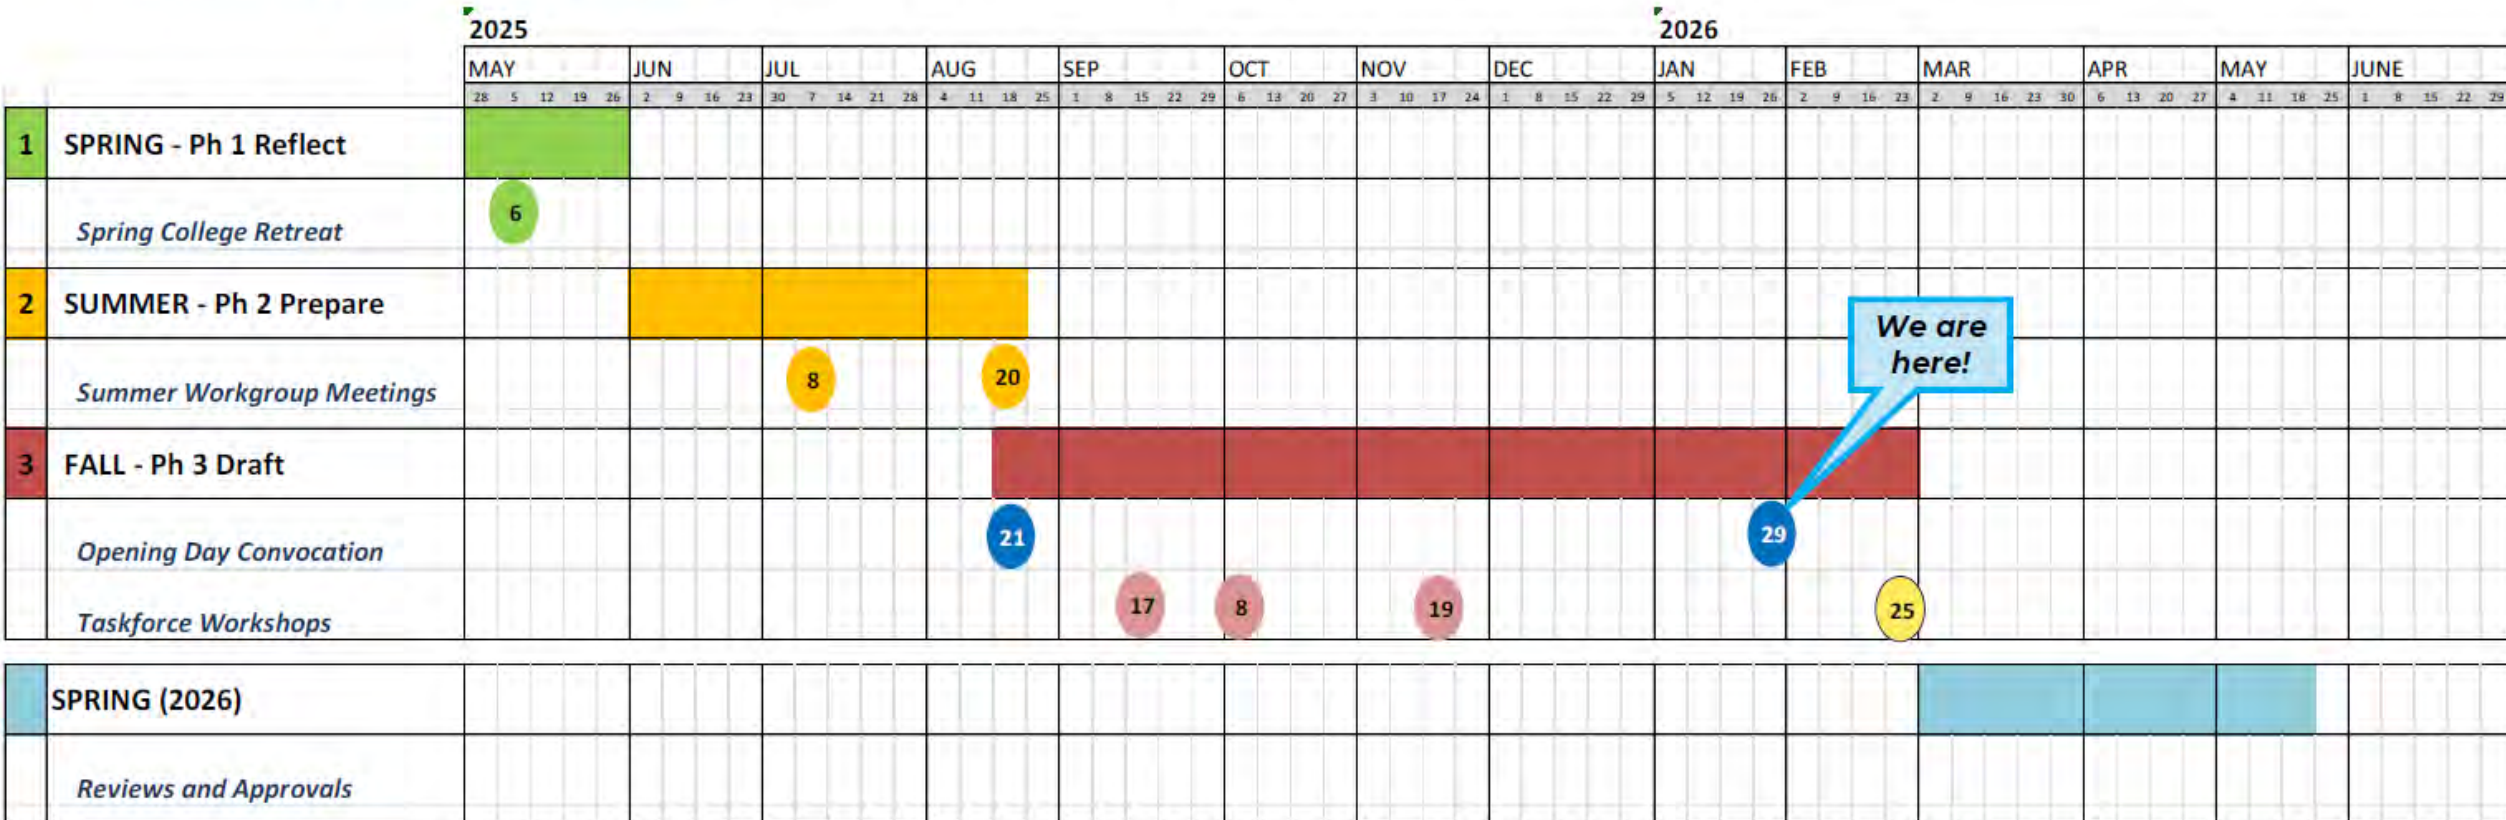 2025 2026
MAY JUN JUL AUG SEP OCT NOV DEC JAN FEB MAR APR MAY JUNE
28 5 12 19 26 2 9 16 23 30 7 14 21 28 4 11 18 25 1 8 15 22 29 6 13 20 27 3 10 17 24 1 8 15 22 29 5 12 19 26 2 9 16 23 2 9 16 23 30 6 13 20 27 4 11 18 25 1 8 15 22 29
1 SPRING - Ph 1 Reflect
Spring College Retreat 6
2 SUMMER - Ph 2 Prepare
We are
here!
Summer Workgroup Meetings 8 20
3 FALL - Ph 3 Draft
Opening Day Convocation 21 29
Taskforce Workshops 17 8 19 25
SPRING (2026)
Reviews and Approvals